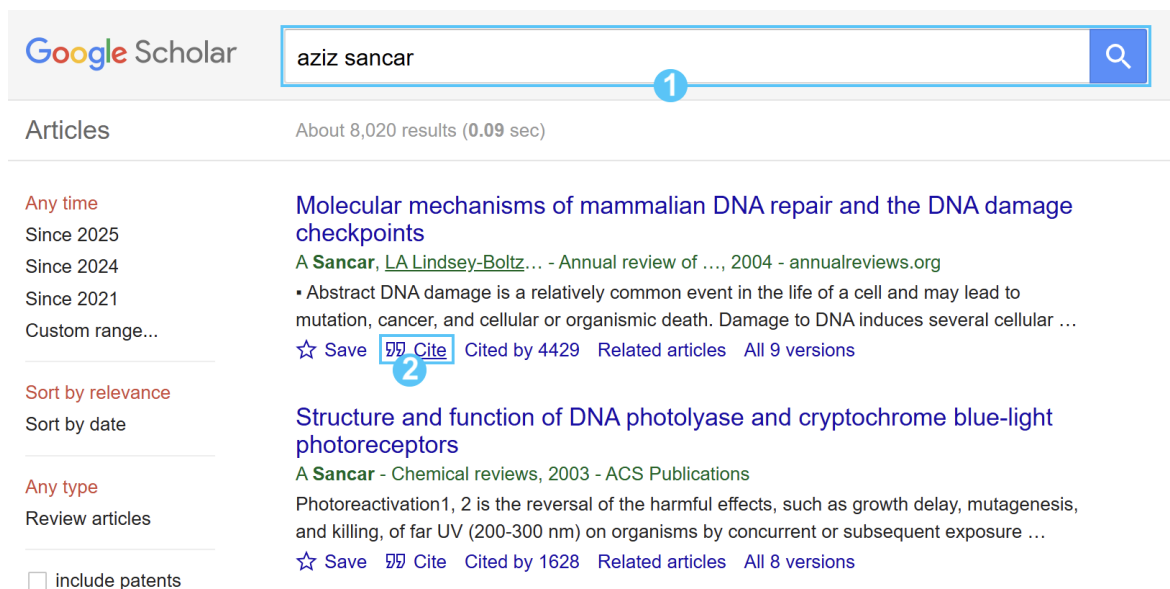 Google Scholar
aziz sancar
1
Articles
About 8,020 results (0.09 sec)
Any time
Since 2025
Since 2024
Since 2021
Custom range...
Sort by relevance
Sort by date
Any type
Review articles
include patents
Molecular mechanisms of mammalian DNA repair and the DNA damage
checkpoints
A Sancar, LA Lindsey-Boltz… - Annual review of …, 2004 - annualreviews.org
▪ Abstract DNA damage is a relatively common event in the life of a cell and may lead to
mutation, cancer, and cellular or organismic death. Damage to DNA induces several cellular …
Save Cite Cited by 4429 Related articles All 9 versions
2
Structure and function of DNA photolyase and cryptochrome blue-light
photoreceptors
A Sancar - Chemical reviews, 2003 - ACS Publications
Photoreactivation1, 2 is the reversal of the harmful effects, such as growth delay, mutagenesis,
and killing, of far UV (200-300 nm) on organisms by concurrent or subsequent exposure …
Save Cite Cited by 1628 Related articles All 8 versions